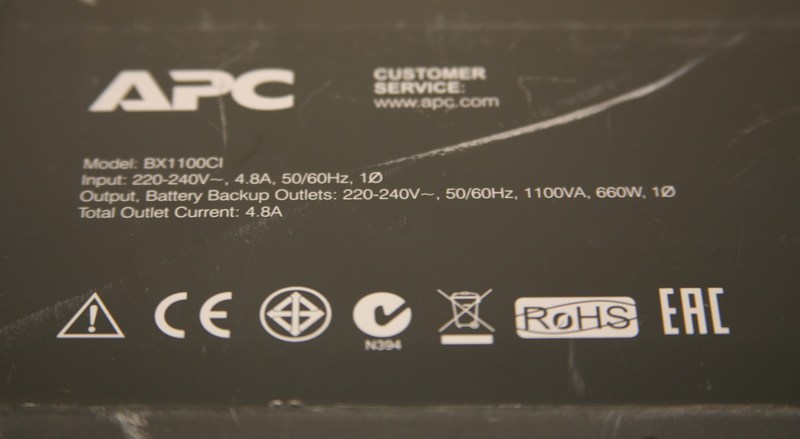 APC
CUSTOMER
SERVICE:
www.apc.com
Model: BX1100CI
Input: 220-240V~, 4.8A, 50/60Hz, 1Ø
Output, Battery Backup Outlets: 220-240V~, 50/60Hz, 1100VA, 660W, 1Ø
Total Outlet Current: 4.8A
CE
N394
RoHS
EAC